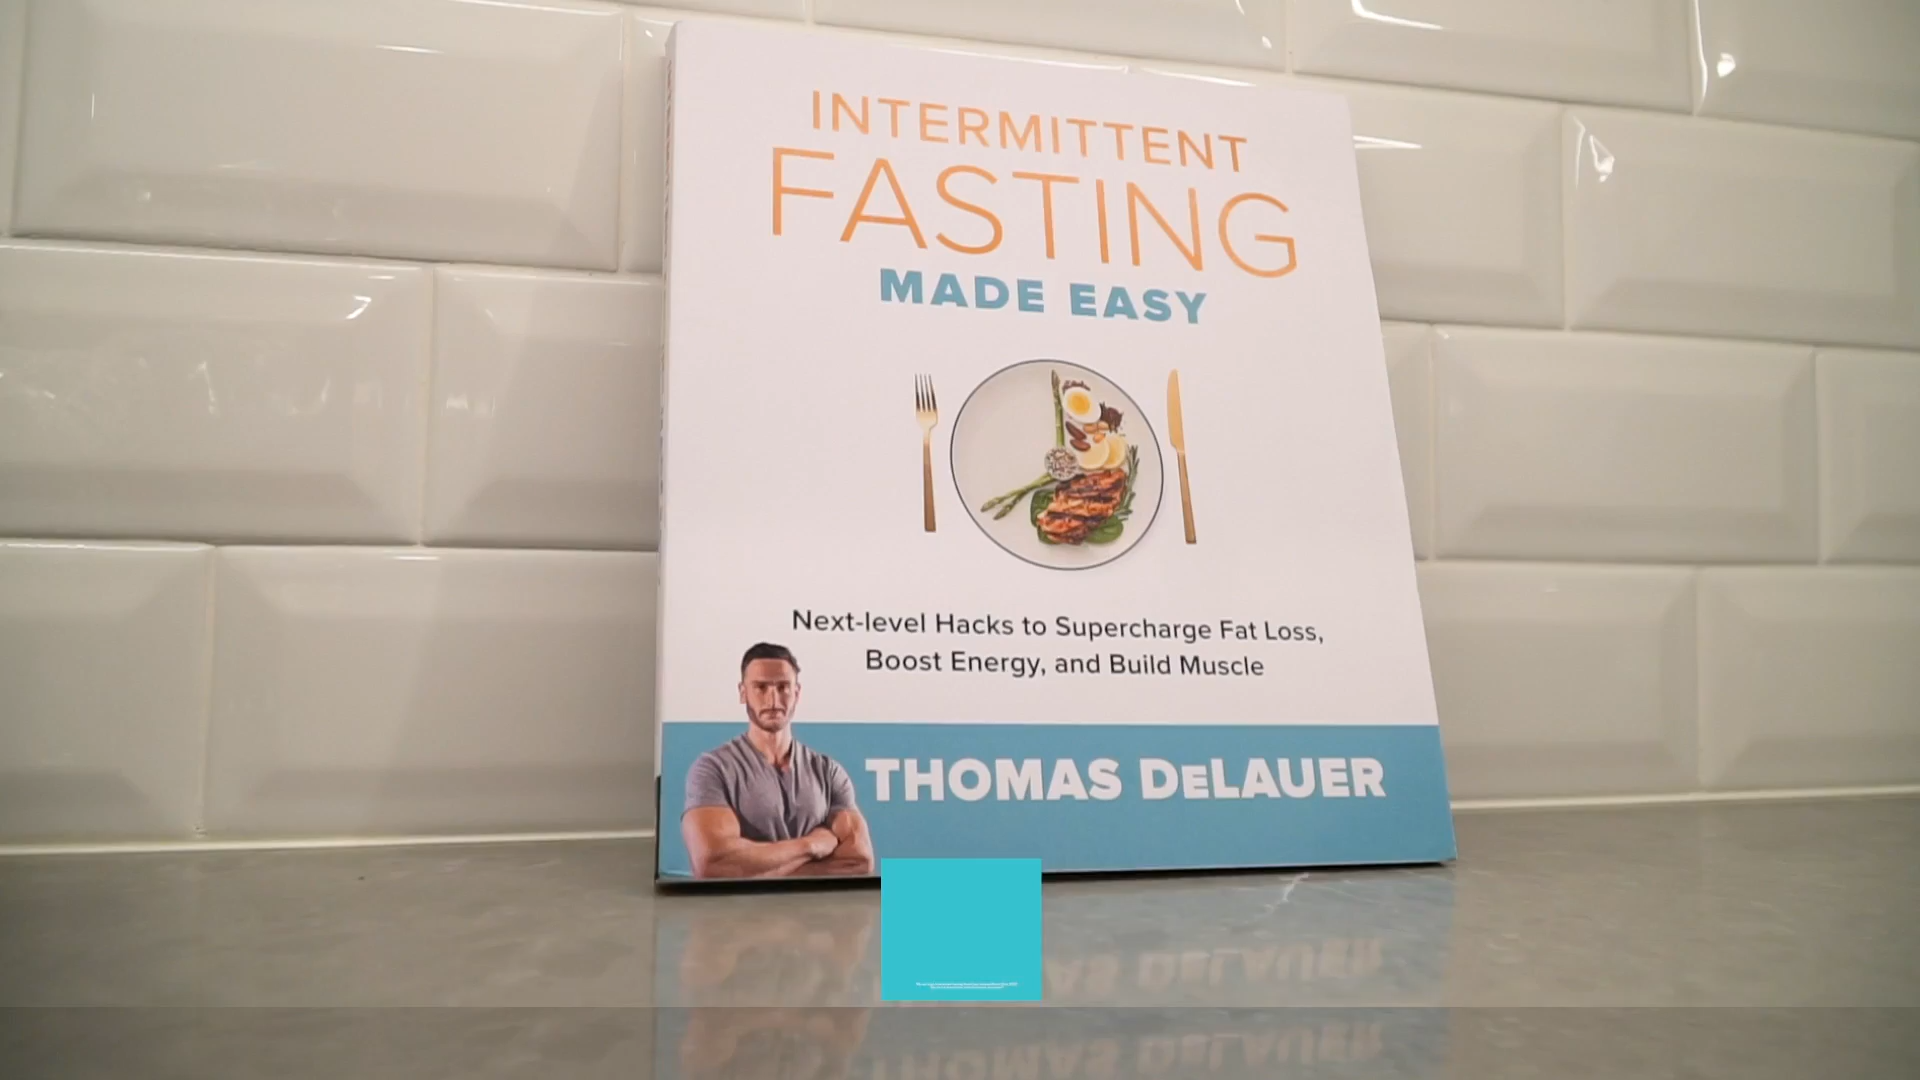 INTERMITTENT
FASTING
MADE EASY
Next-level Hacks to Supercharge Fat Loss,
Boost Energy, and Build Muscle
THOMAS DELAUER